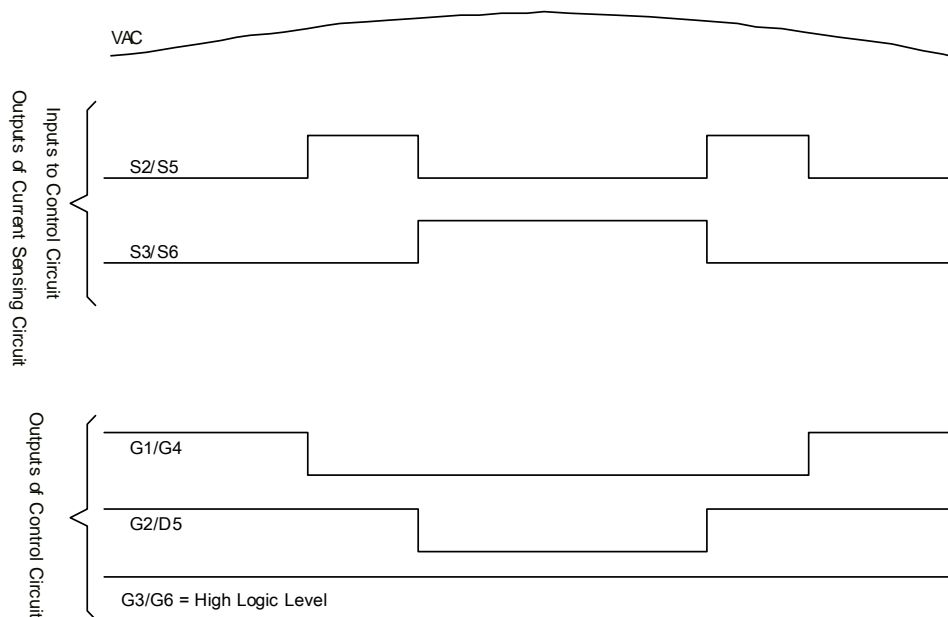 VAC
Outputs of Current Sensing Circuit
Inputs to Control Circuit
S2/S5
S3/S6
Outputs of Control Circuit
G1/G4
G2/D5
G3/G6 = High Logic Level